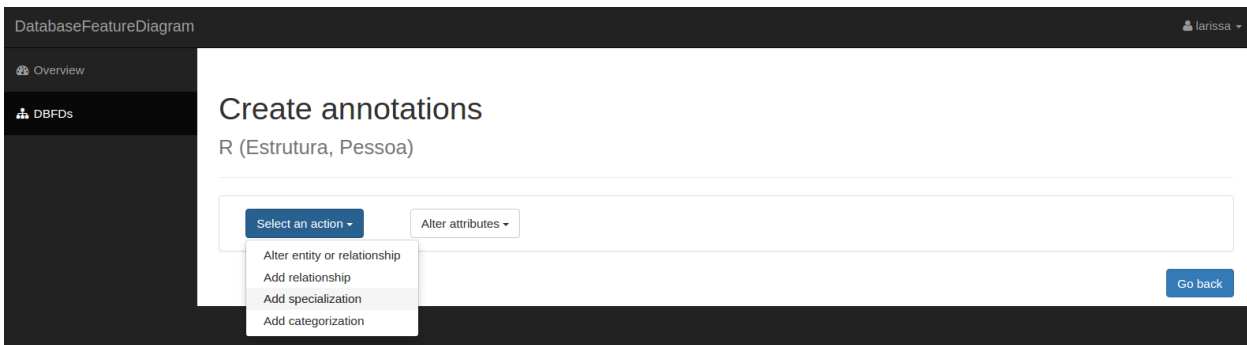 DatabaseFeatureDiagram
larissa
Overview
DBFDs
Create annotations
R (Estrutura, Pessoa)
Select an action
Alter attributes
Alter entity or relationship
Add relationship
Add specialization
Add categorization
Go back